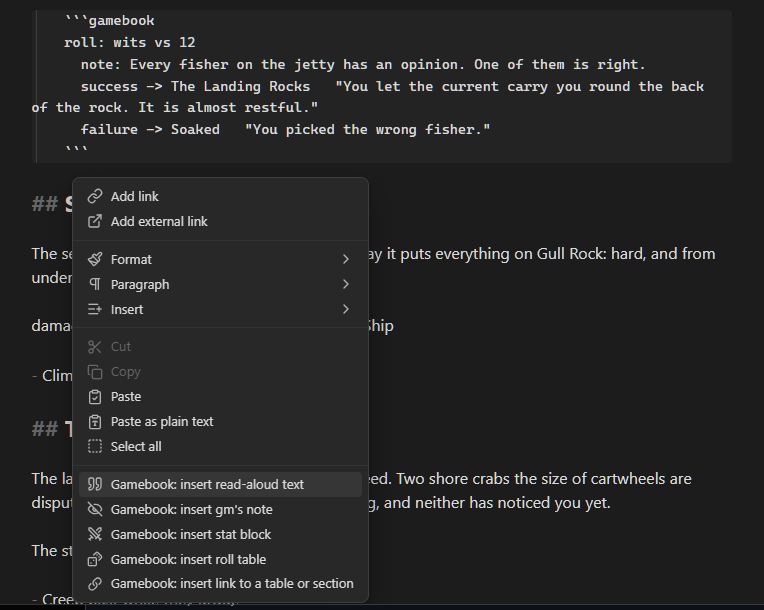 ```gamebook
roll: wits vs 12
note: Every fisher on the jetty has an opinion. One of them is right.
success -> The Landing Rocks "You let the current carry you round the back
of the rock. It is almost restful."
failure -> Soaked "You picked the wrong fisher."
```
## S
Add link
Add external link
The se
ay it puts everything on Gull Rock: hard, and from
Format
under
Paragraph
Insert
dama
Ship
Cut
- Clim
Copy
Paste
Paste as plain text
## T
Select all
The la
eed. Two shore crabs the size of cartwheels are
Gamebook: insert read-aloud text
disput
g, and neither has noticed you yet.
Gamebook: insert gm's note
Gamebook: insert stat block
The st
Gamebook: insert roll table
Gamebook: insert link to a table or section
- Creep